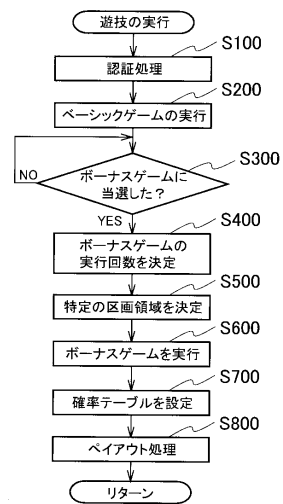 遊技の実行
S100
認証処理
S200
ベーシックゲームの実行
S300
ボーナスゲームに
当選した？
NO
YES
S400
ボーナスゲームの
実行回数を決定
S500
特定の区画領域を決定
S600
ボーナスゲームを実行
S700
確率テーブルを設定
S800
ペイアウト処理
リターン